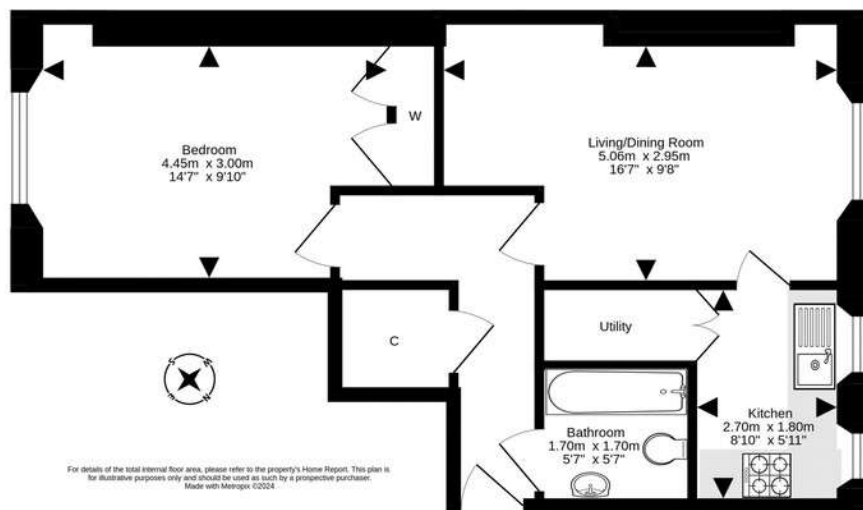 Bedroom
4.45m x 3.00m
14'7" x 9'10"
W
Living/Dining Room
5.06m x 2.95m
16'7" x 9'8"
C
Utility
Kitchen
2.70m x 1.80m
8'10" x 5'11"
Bathroom
1.70m x 1.70m
5'7" x 5'7"
S
W
E
N
For details of the total internal floor area, please refer to the property's Home Report. This plan is
for illustrative purposes only and should be used as such by a prospective purchaser.
Made with Metropix ©2024